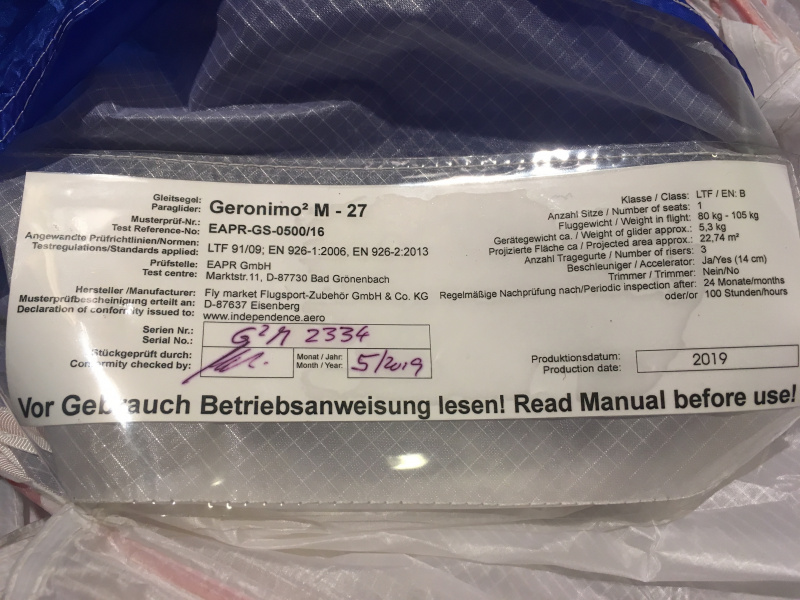 Gleitsegel:
Paraglider: Geronimo² M - 27
Musterprüf-Nr.:
Test Reference-No: EAPR-GS-0500/16
Angewandte Prüfrichtlinien/Normen:
Testregulations/Standards applied: LTF 91/09; EN 926-1:2006, EN 926-2:2013
Prüfstelle: EAPR GmbH
Test centre: Marktstr.11, D-87730 Bad Grönenbach
Hersteller /Manufacturer: Fly market Flugsport-Zubehör GmbH & Co. KG
Musterprüfbescheinigung erteilt an: D-87637 Eisenberg
Declaration of conformity issued to: www.independence.aero
Serien Nr.:
Serial No.: G²M 2334
Stückgeprüft durch:
Conformity checked by:
Monat / Jahr:
Month / Year: 5/2019
Klasse / Class: LTF / EN: B
Anzahl Sitze / Number of seats: 1
Fluggewicht / Weight in flight: 80 kg - 105 kg
Gerätegewicht ca. / Weight of glider approx.: 5,3 kg
Projizierte Fläche ca / Projected area approx.: 22,74 m²
Anzahl Tragegurte / Number of risers: 3
Beschleuniger / Accelerator: Ja/Yes (14 cm)
Trimmer / Trimmer: Nein/No
Regelmäßige Nachprüfung nach/Periodic inspection after: 24 Monate/months
oder/or 100 Stunden/hours
Produktionsdatum:
Production date: 2019
Vor Gebrauch Betriebsanweisung lesen! Read Manual before use!